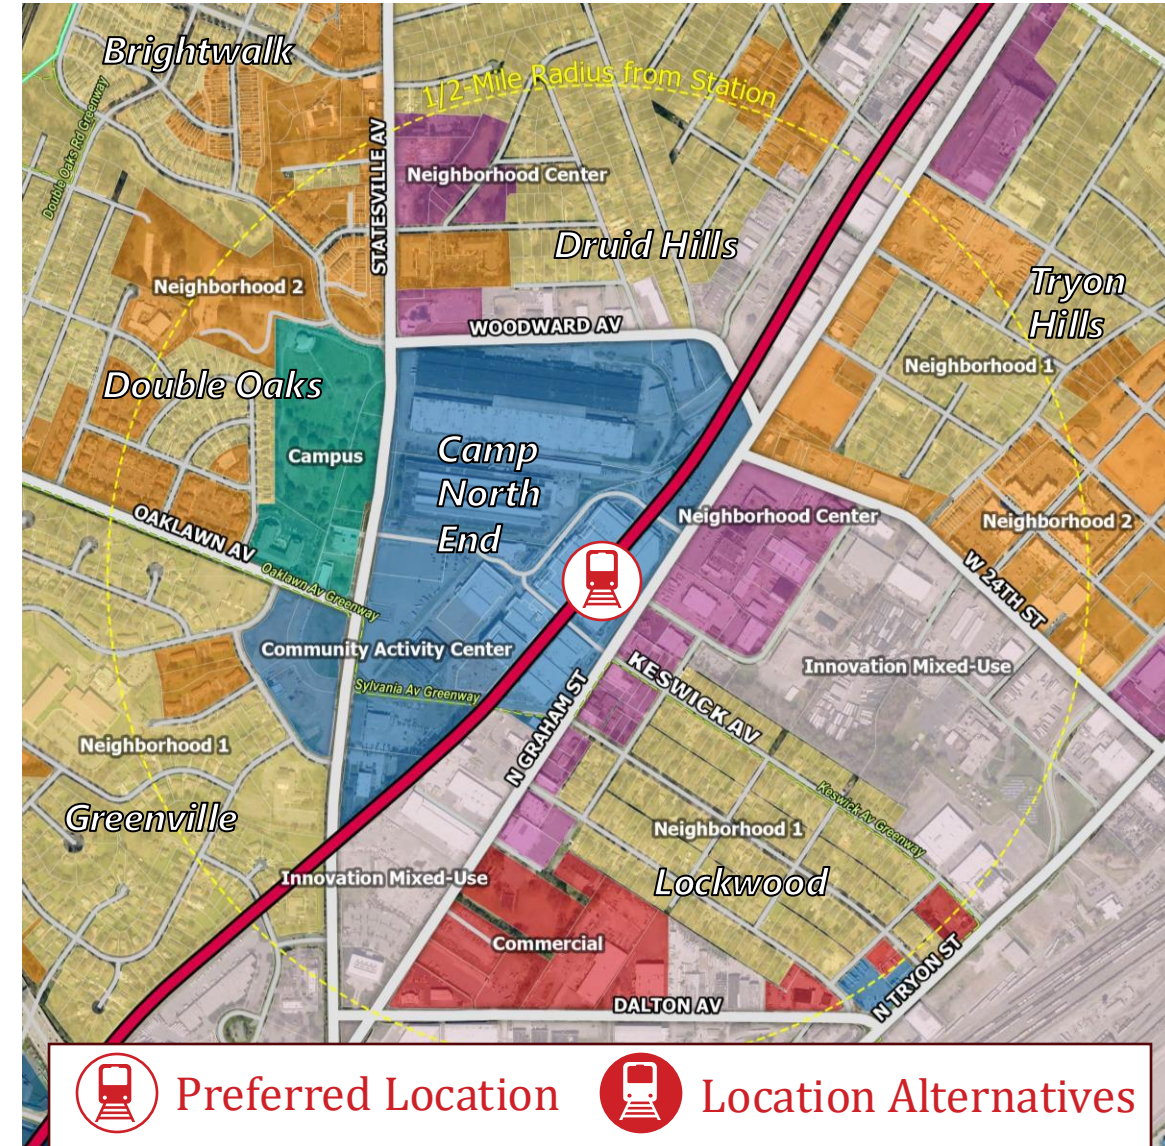 Brightwalk
1/2-Mile Radius from Station
Double Oaks Rd Greenway
STATESVILLE AV
Neighborhood Center
Druid Hills
Tryon
Hills
Neighborhood 2
WOODWARD AV
Neighborhood 1
Double Oaks
Campus
Camp
North
End
Neighborhood Center
Neighborhood 2
OAKLAWN AV
Oaklawn Av Greenway
W 24TH ST
Community Activity Center
Innovation Mixed-Use
KESWICK AV
Sylvania Av Greenway
N GRAHAM ST
Neighborhood 1
Keswick Av Greenway
Greenville
Neighborhood 1
Innovation Mixed-Use
Lockwood
Commercial
N TRYON ST
DALTON AV
Preferred Location
Location Alternatives